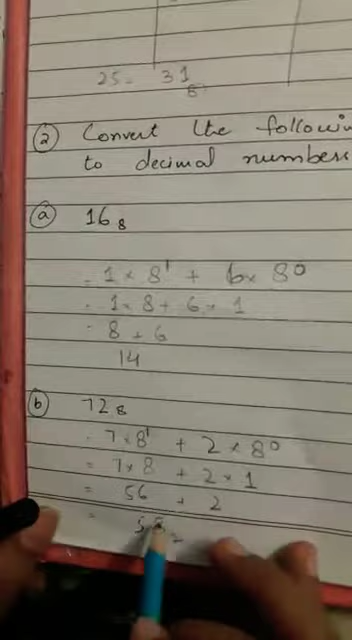 25 = 31 8
② Convert the followin
to decimal numbers
ⓐ 16 8
= 1 × 8¹ + 6 × 8⁰
= 1 × 8 + 6 × 1
= 8 + 6
14
ⓑ 72 8
= 7 × 8¹ + 2 × 8⁰
= 7 × 8 + 2 × 1
= 56 + 2
= 58